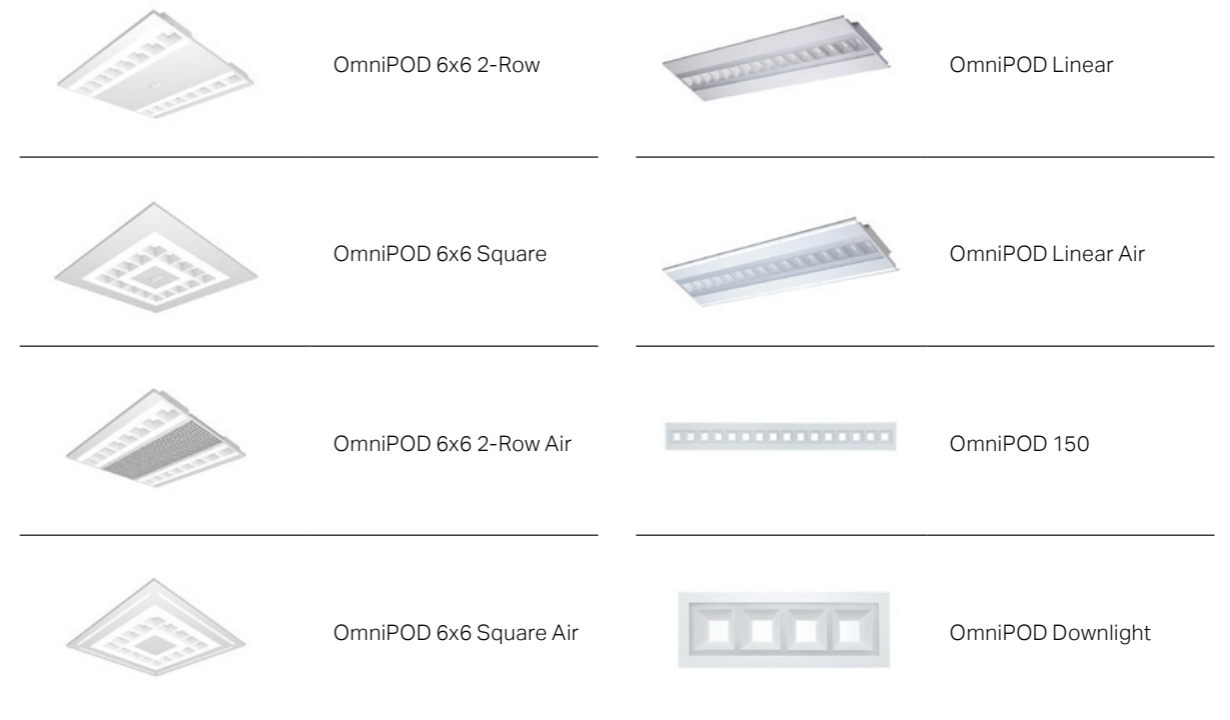 OmniPOD 6x6 2-Row
OmniPOD Linear
OmniPOD 6x6 Square
OmniPOD Linear Air
OmniPOD 6x6 2-Row Air
OmniPOD 150
OmniPOD 6x6 Square Air
OmniPOD Downlight